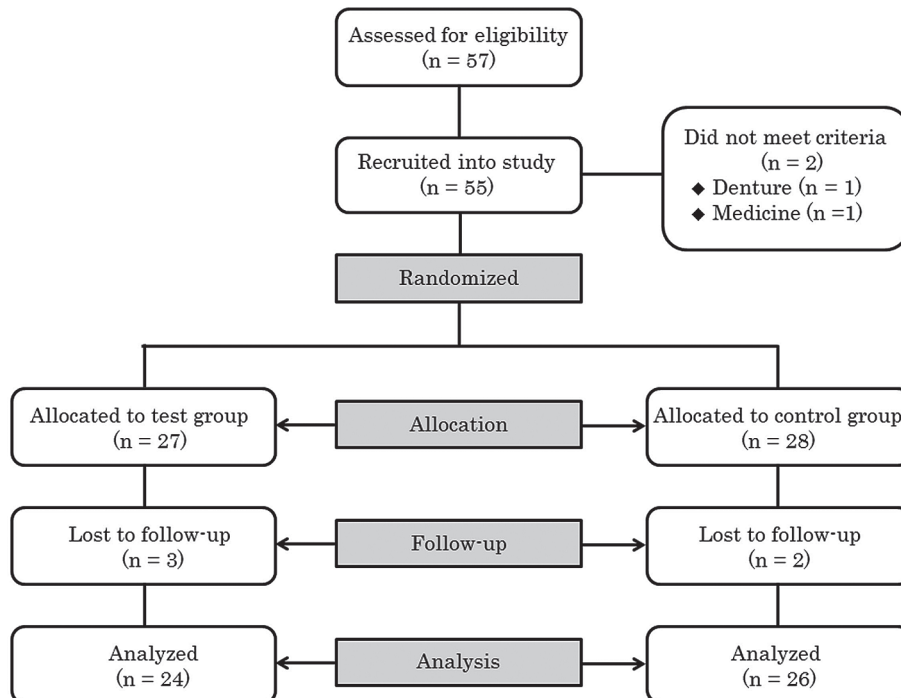 Assessed for eligibility
(n = 57)
Recruited into study
(n = 55)
Did not meet criteria
(n = 2)
◆ Denture (n = 1)
◆ Medicine (n =1)
Randomized
Allocated to test group
(n = 27)
Allocation
Allocated to control group
(n = 28)
Lost to follow-up
(n = 3)
Follow-up
Lost to follow-up
(n = 2)
Analyzed
(n = 24)
Analysis
Analyzed
(n = 26)